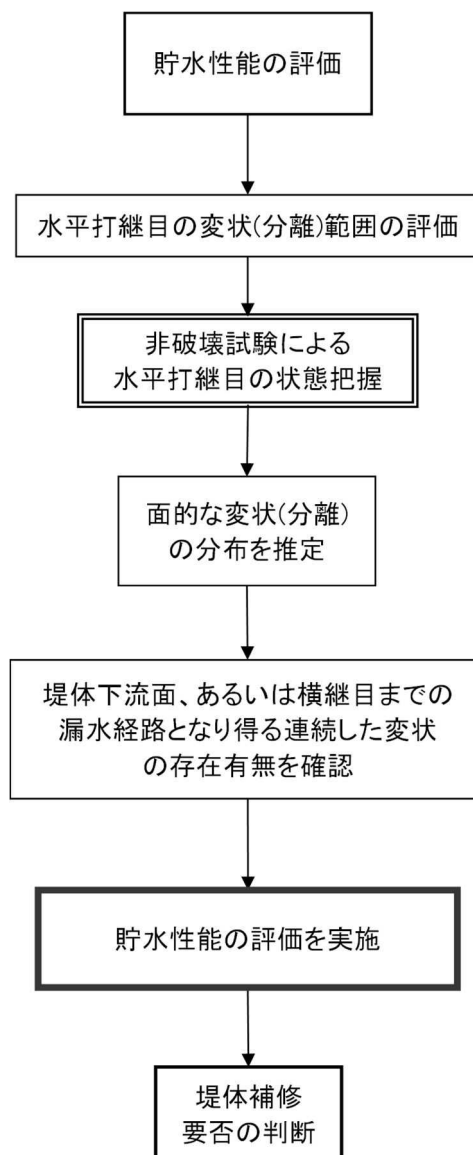 貯水性能の評価
水平打継目の変状(分離)範囲の評価
非破壊試験による
水平打継目の状態把握
面的な変状(分離)
の分布を推定
堤体下流面、あるいは横継目までの
漏水経路となり得る連続した変状
の存在有無を確認
貯水性能の評価を実施
堤体補修
要否の判断